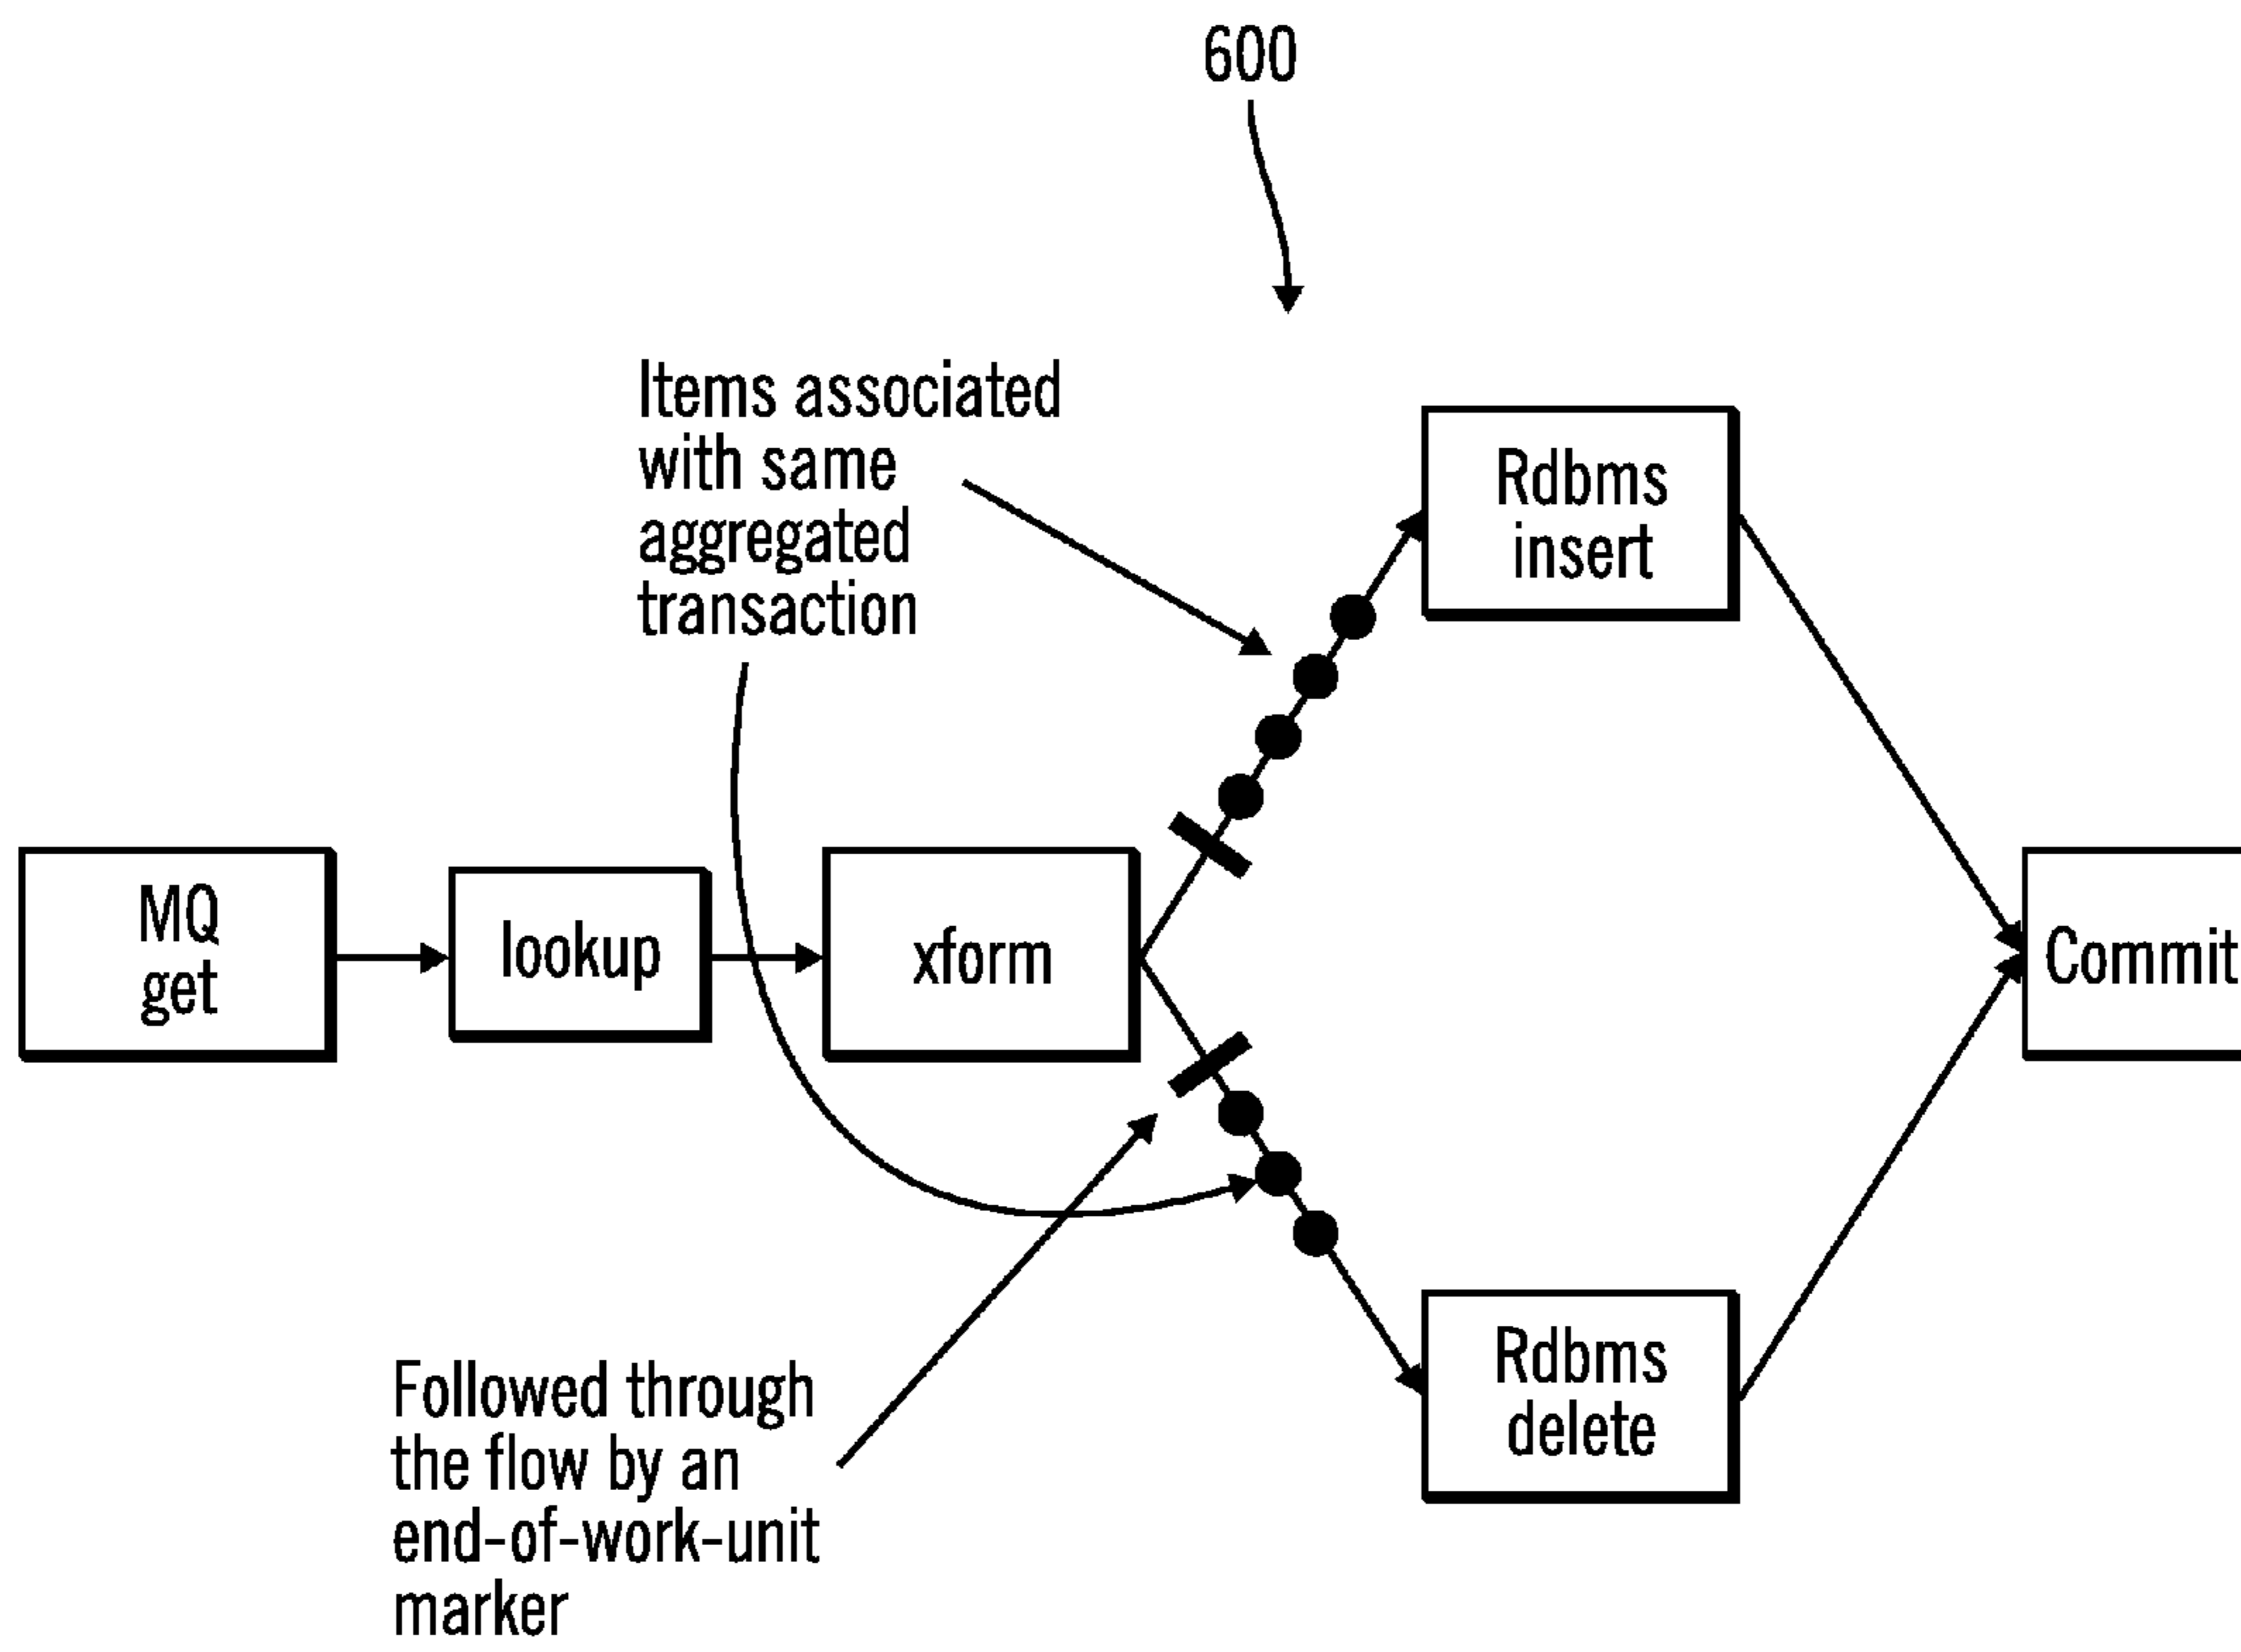 600
Items associated
with same
aggregated
transaction
Rdbms
insert
MQ
get
lookup
xform
Commit
Followed through
the flow by an
end-of-work-unit
marker
Rdbms
delete